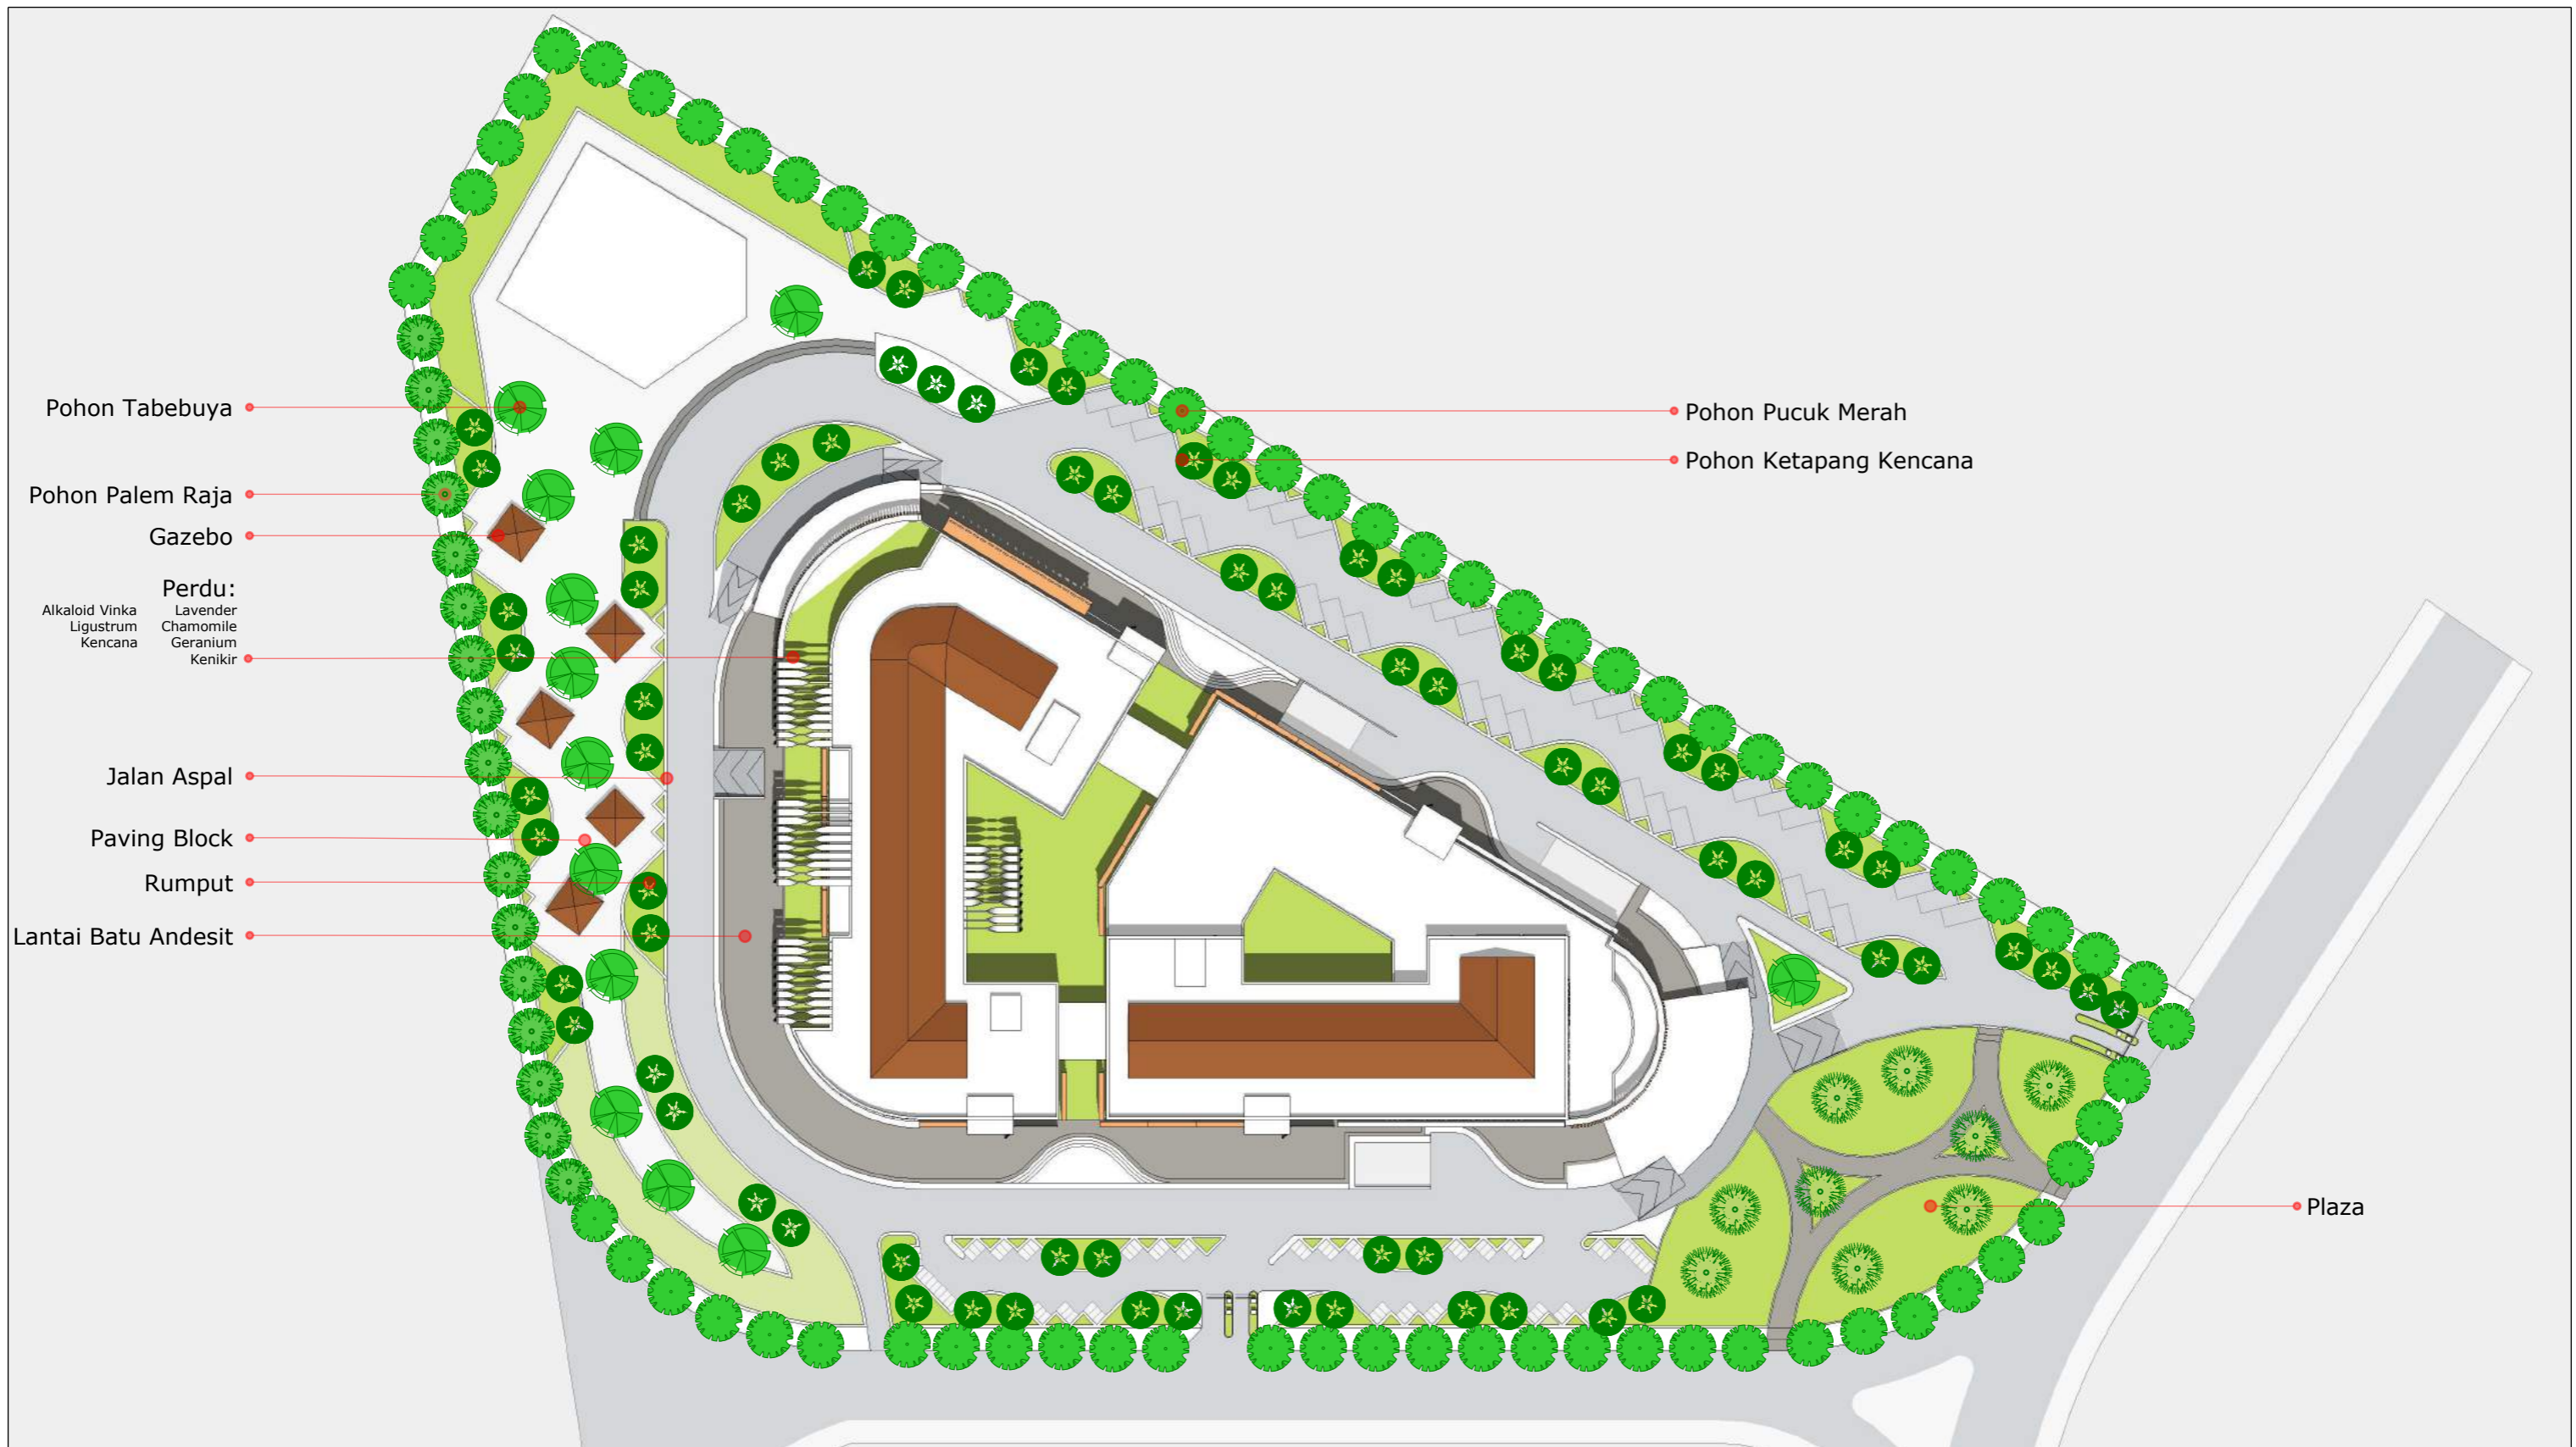 Pohon Tabebuya
Pohon Palem Raja
Gazebo
Perdu:
Alkaloid Vinka Lavender
Ligustrum Chamomile
Kencana Geranium
Kenikir
Jalan Aspal
Paving Block
Rumput
Lantai Batu Andesit
Pohon Pucuk Merah
Pohon Ketapang Kencana
Plaza